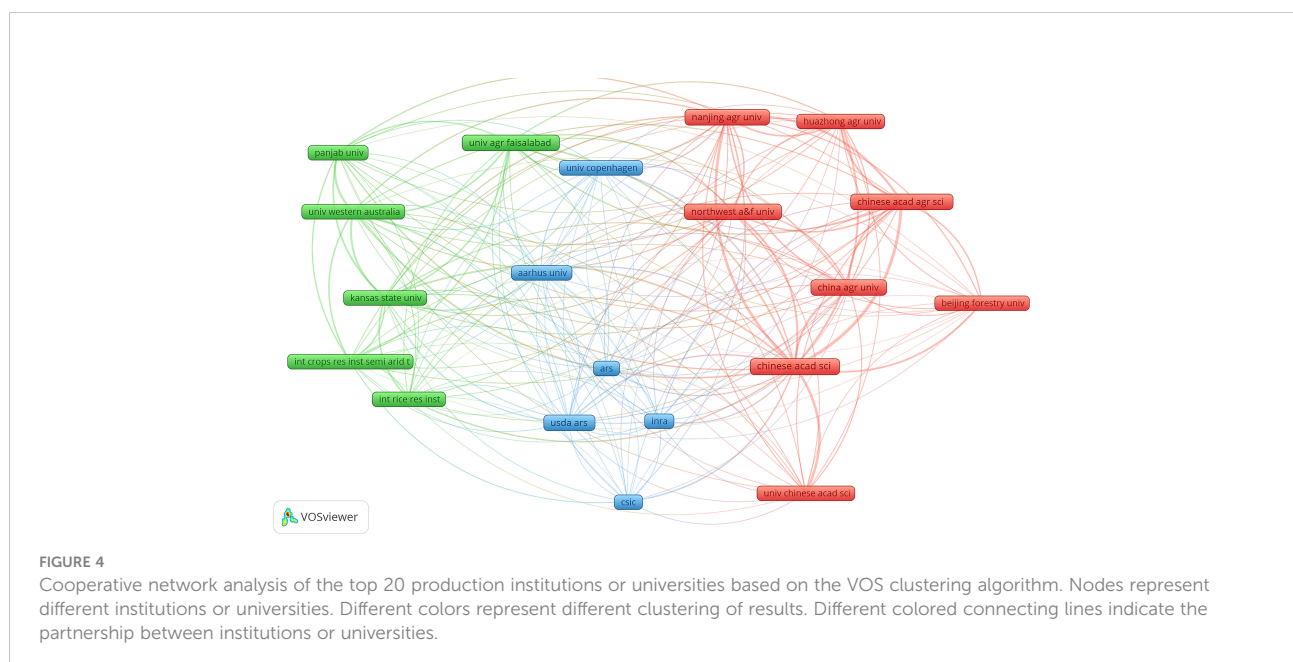 nanjing agr univ
huazhong agr univ
univ agr faisalabad
panjab univ
univ copenhagen
chinese acad agr sci
univ western australia
northwest a&f univ
aarhus univ
china agr univ
kansas state univ
beijing forestry univ
int crops res inst semi arid t
ars
chinese acad sci
int rice res inst
usda ars
inra
univ chinese acad sci
csic
VOSviewer
FIGURE 4
Cooperative network analysis of the top 20 production institutions or universities based on the VOS clustering algorithm. Nodes represent
different institutions or universities. Different colors represent different clustering of results. Different colored connecting lines indicate the
partnership between institutions or universities.